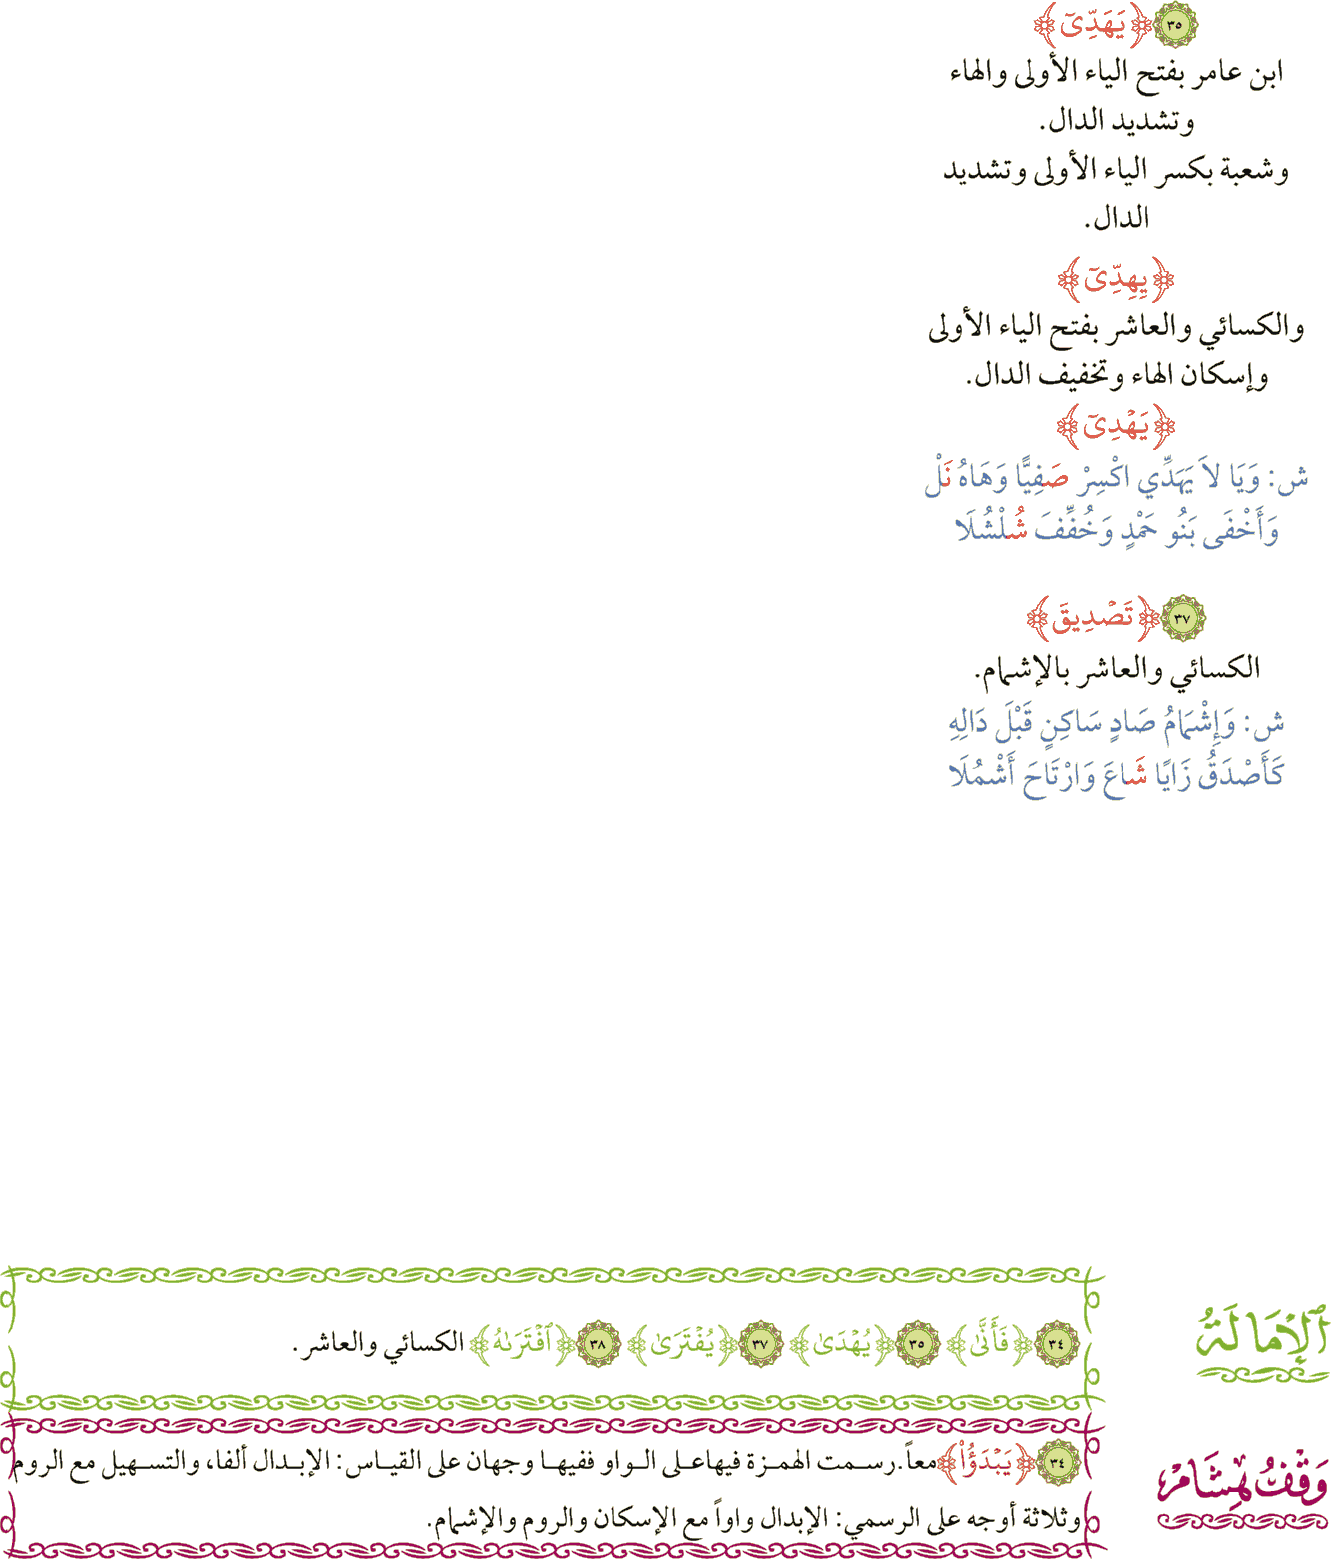 ٣٥ ﴿يَهَدِّىٓ﴾
ابن عامر بفتح الياء الأولى والهاء
وتشديد الدال.
وشعبة بكسر الياء الأولى وتشديد
الدال.
﴿يِهِدِّىٓ﴾
والكسائي والعاشر بفتح الياء الأولى
وإسكان الهاء وتخفيف الدال.
﴿يَهۡدِىٓ﴾
ش: وَيَا لاَ يَهَدِّي اكْسِرْ صَفِيًّا وَهَاهُ نَلْ
وَأَخْفَى بَنُو حَمْدٍ وَخُفِّفَ شُلْشُلَا
٣٧ ﴿تَصۡدِيقَ﴾
الكسائي والعاشر بالإشمام.
ش: وَإِشْمَامُ صَادٍ سَاكِنٍ قَبْلَ دَالِهِ
كَأَصْدَقُ زَايًا شَاعَ وَارْتَاحَ أَشْمُلَا
ٱلْإِمَالَةُ
٣٤ ﴿فَأَنَّىٰ﴾ ٣٥ ﴿يُهۡدَىٰ﴾ ٣٧ ﴿يُفۡتَرَىٰ﴾ ٣٨ ﴿ٱفۡتَرَىٰهُ﴾ الكسائي والعاشر.
وَقْفُ هِشَامْ
٣٤ ﴿يَبۡدَؤُاْ﴾ معاً.رسمت الهمزة فيهاعلى الواو ففيها وجهان على القياس: الإبدال ألفا، والتسهيل مع الروم
وثلاثة أوجه على الرسمي: الإبدال واواً مع الإسكان والروم والإشمام.